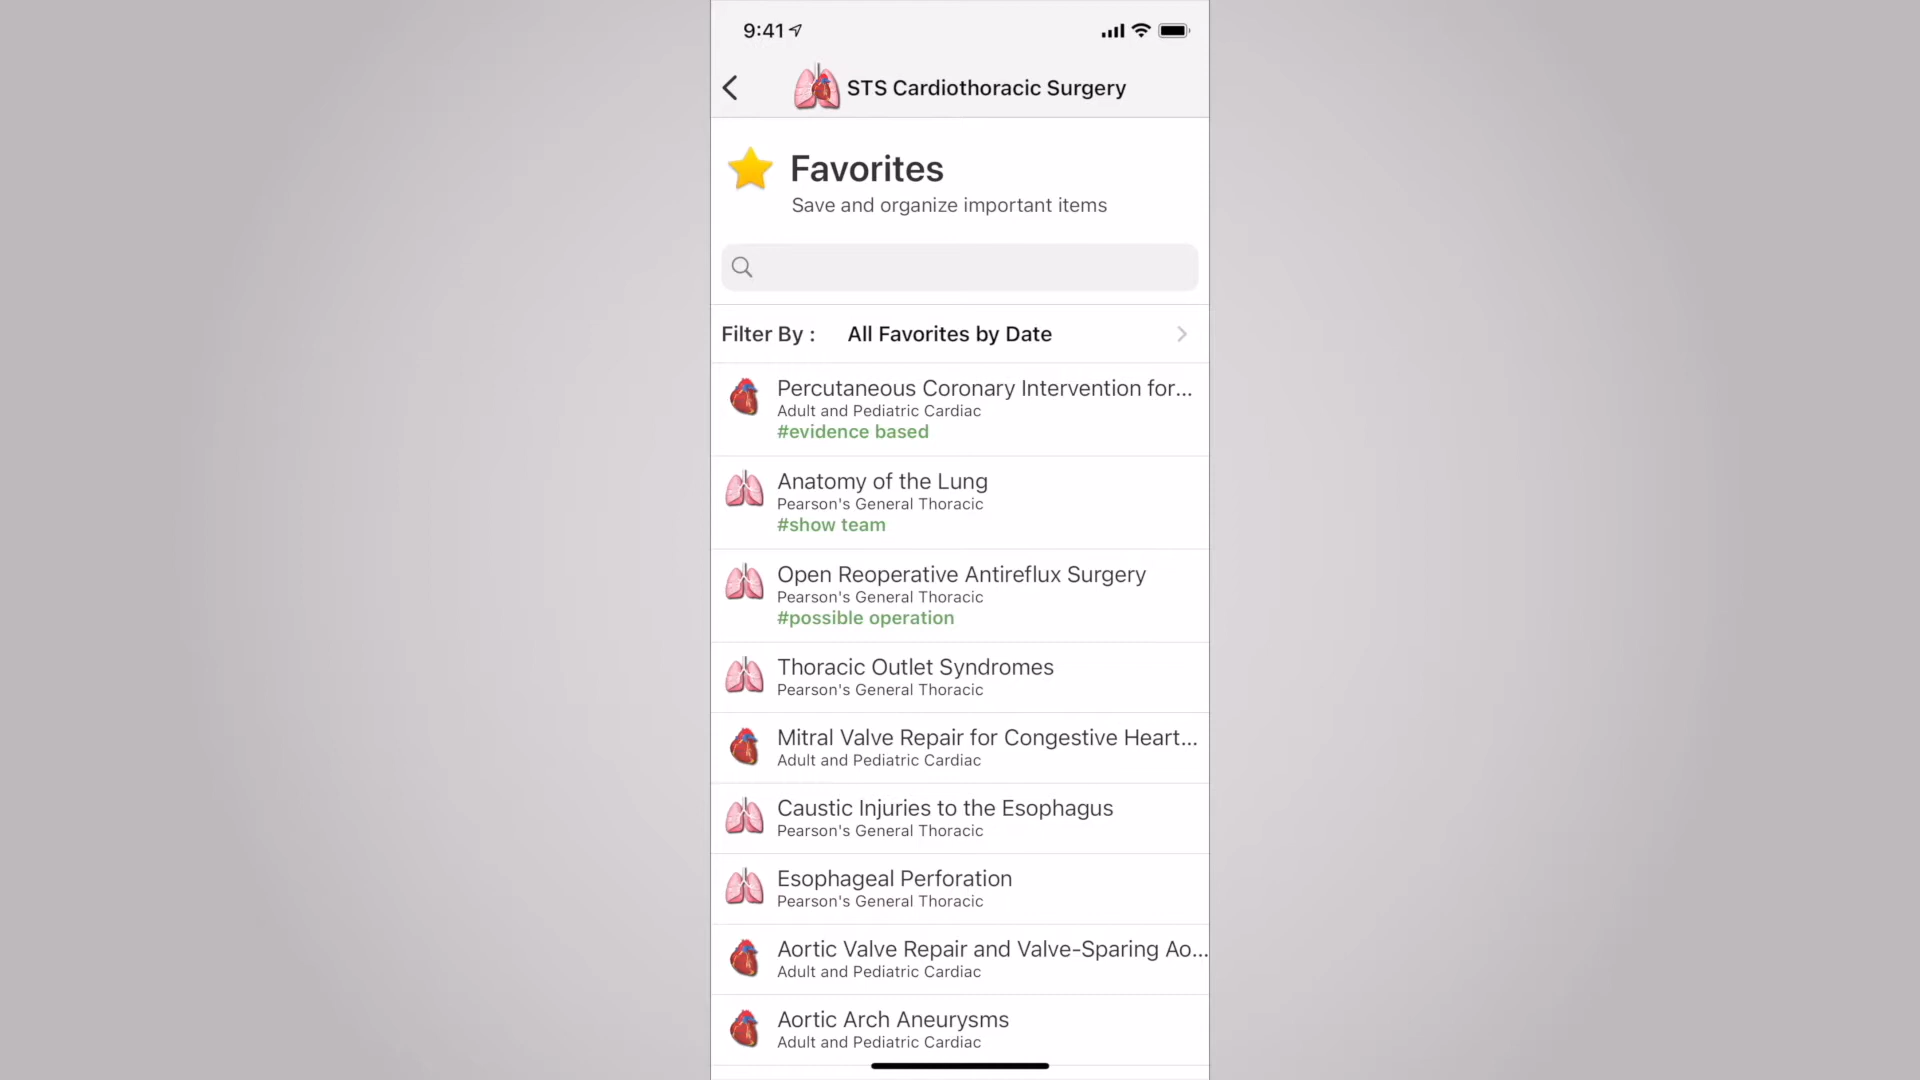 9:41
STS Cardiothoracic Surgery
Favorites
Save and organize important items
Filter By : All Favorites by Date
Percutaneous Coronary Intervention for...
Adult and Pediatric Cardiac
#evidence based
Anatomy of the Lung
Pearson's General Thoracic
#show team
Open Reoperative Antireflux Surgery
Pearson's General Thoracic
#possible operation
Thoracic Outlet Syndromes
Pearson's General Thoracic
Mitral Valve Repair for Congestive Heart...
Adult and Pediatric Cardiac
Caustic Injuries to the Esophagus
Pearson's General Thoracic
Esophageal Perforation
Pearson's General Thoracic
Aortic Valve Repair and Valve-Sparing Ao...
Adult and Pediatric Cardiac
Aortic Arch Aneurysms
Adult and Pediatric Cardiac